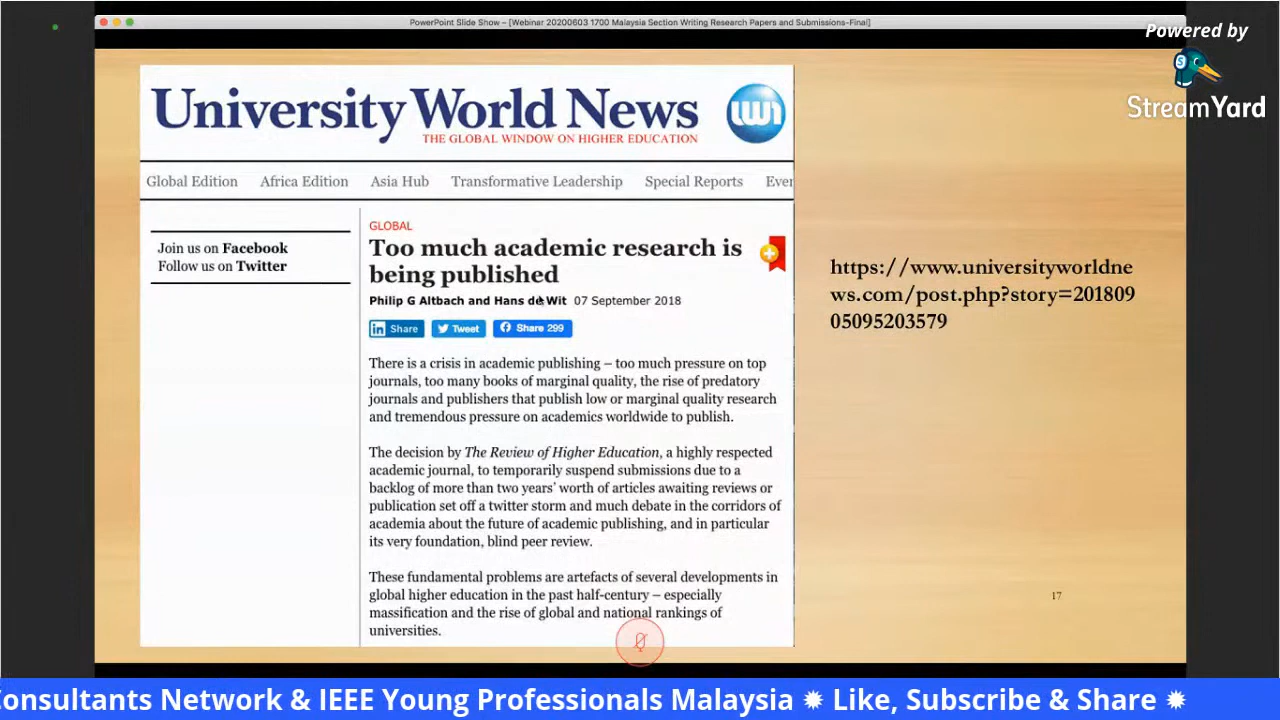 PowerPoint Slide Show – [Webinar 20200603 1700 Malaysia Section Writing Research Papers and Submissions-Final]
Powered by
StreamYard
University World News
THE GLOBAL WINDOW ON HIGHER EDUCATION
Global Edition Africa Edition Asia Hub Transformative Leadership Special Reports
Join us on Facebook
Follow us on Twitter
GLOBAL
Too much academic research is
being published
Philip G Altbach and Hans de Wit 07 September 2018
Share Tweet Share 299
There is a crisis in academic publishing – too much pressure on top
journals, too many books of marginal quality, the rise of predatory
journals and publishers that publish low or marginal quality research
and tremendous pressure on academics worldwide to publish.
The decision by The Review of Higher Education, a highly respected
academic journal, to temporarily suspend submissions due to a
backlog of more than two years' worth of articles awaiting reviews or
publication set off a twitter storm and much debate in the corridors of
academia about the future of academic publishing, and in particular
its very foundation, blind peer review.
These fundamental problems are artefacts of several developments in
global higher education in the past half-century – especially
massification and the rise of global and national rankings of
universities.
https://www.universityworldne
ws.com/post.php?story=201809
05095203579
17
Consultants Network & IEEE Young Professionals Malaysia ✹ Like, Subscribe & Share ✹